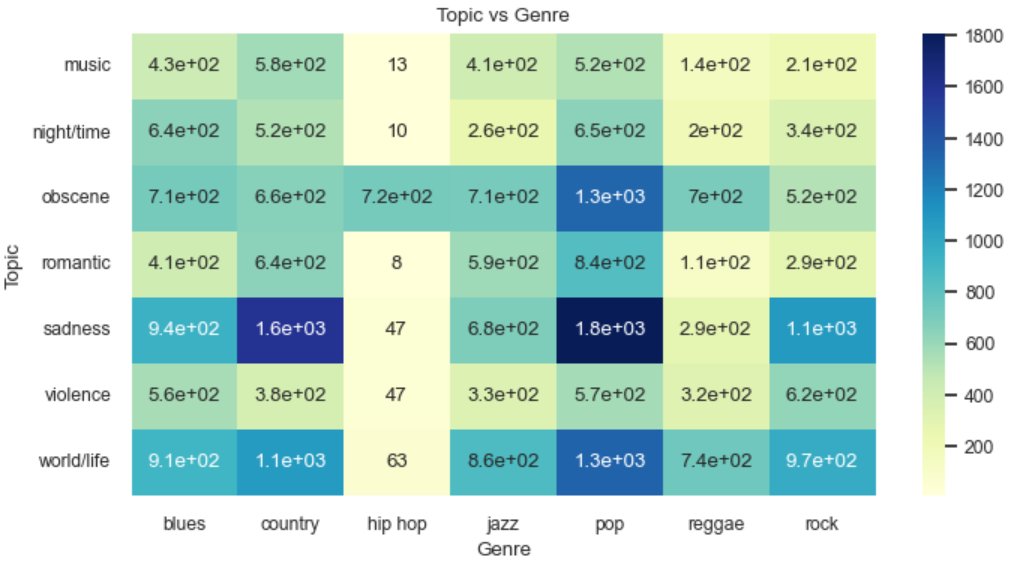 Topic vs Genre
music 4.3e+02 5.8e+02 13 4.1e+02 5.2e+02 1.4e+02 2.1e+02
night/time 6.4e+02 5.2e+02 10 2.6e+02 6.5e+02 2e+02 3.4e+02
obscene 7.1e+02 6.6e+02 7.2e+02 7.1e+02 1.3e+03 7e+02 5.2e+02
romantic 4.1e+02 6.4e+02 8 5.9e+02 8.4e+02 1.1e+02 2.9e+02
sadness 9.4e+02 1.6e+03 47 6.8e+02 1.8e+03 2.9e+02 1.1e+03
violence 5.6e+02 3.8e+02 47 3.3e+02 5.7e+02 3.2e+02 6.2e+02
world/life 9.1e+02 1.1e+03 63 8.6e+02 1.3e+03 7.4e+02 9.7e+02
blues country hip hop jazz pop reggae rock
Genre
Topic
1800
1600
1400
1200
1000
800
600
400
200